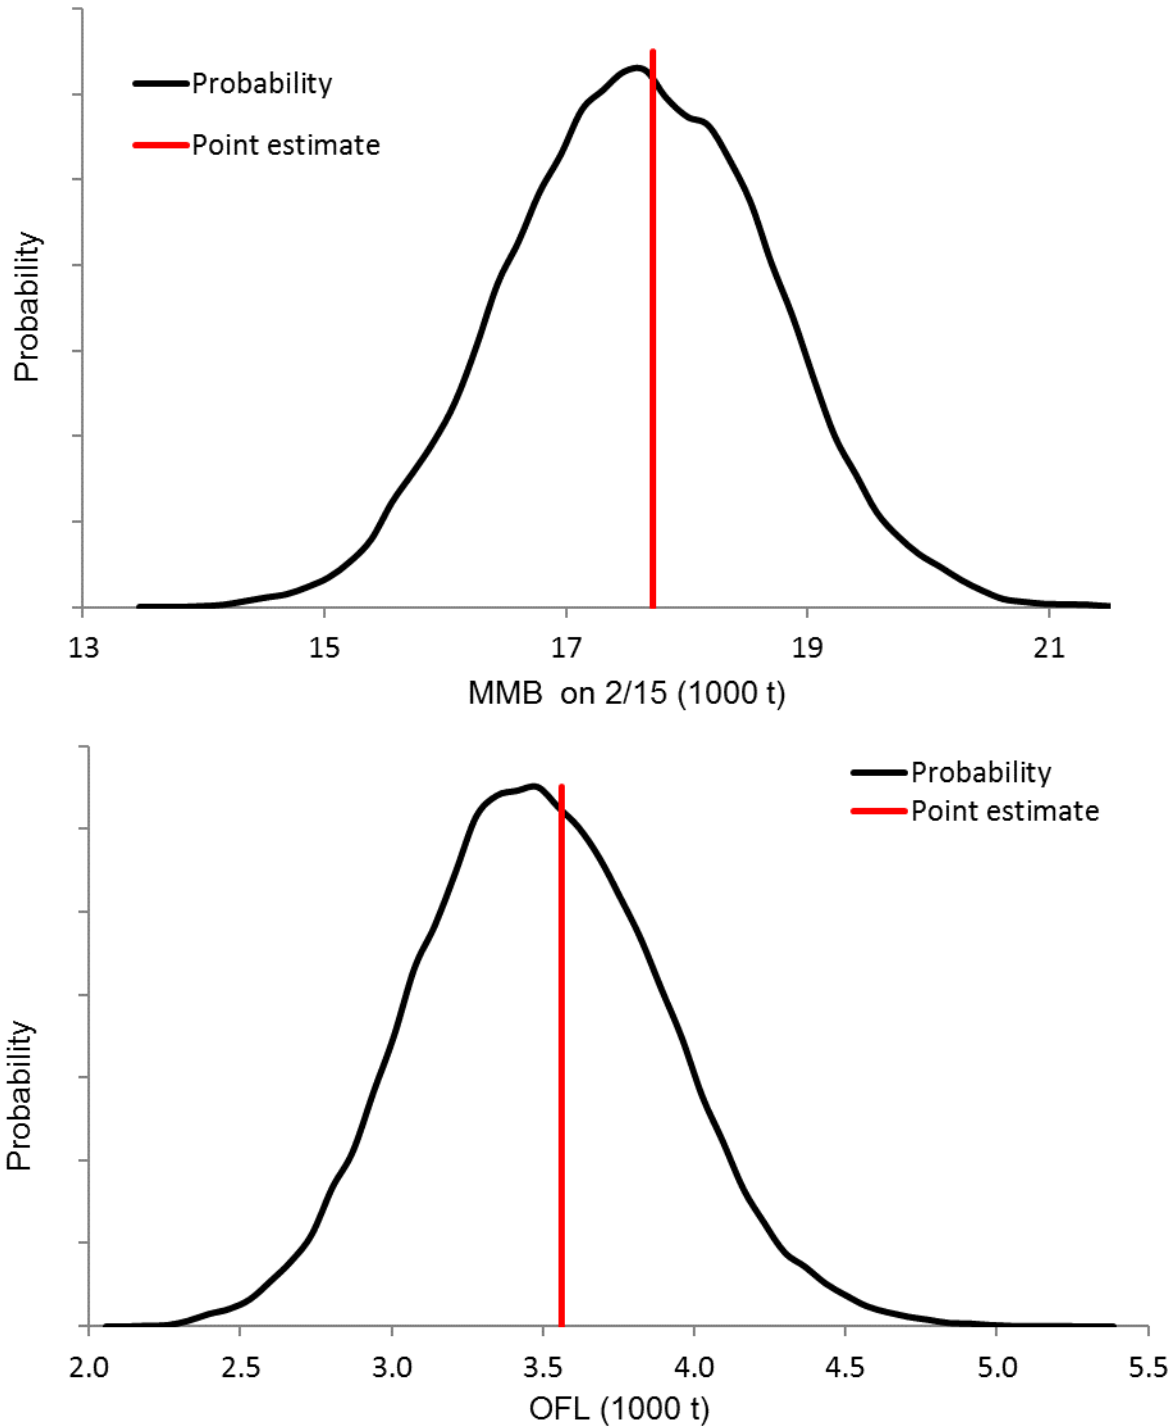 Probability
Point estimate
Probability
13 15 17 19 21
MMB on 2/15 (1000 t)
Probability
Point estimate
Probability
2.0 2.5 3.0 3.5 4.0 4.5 5.0 5.5
OFL (1000 t)